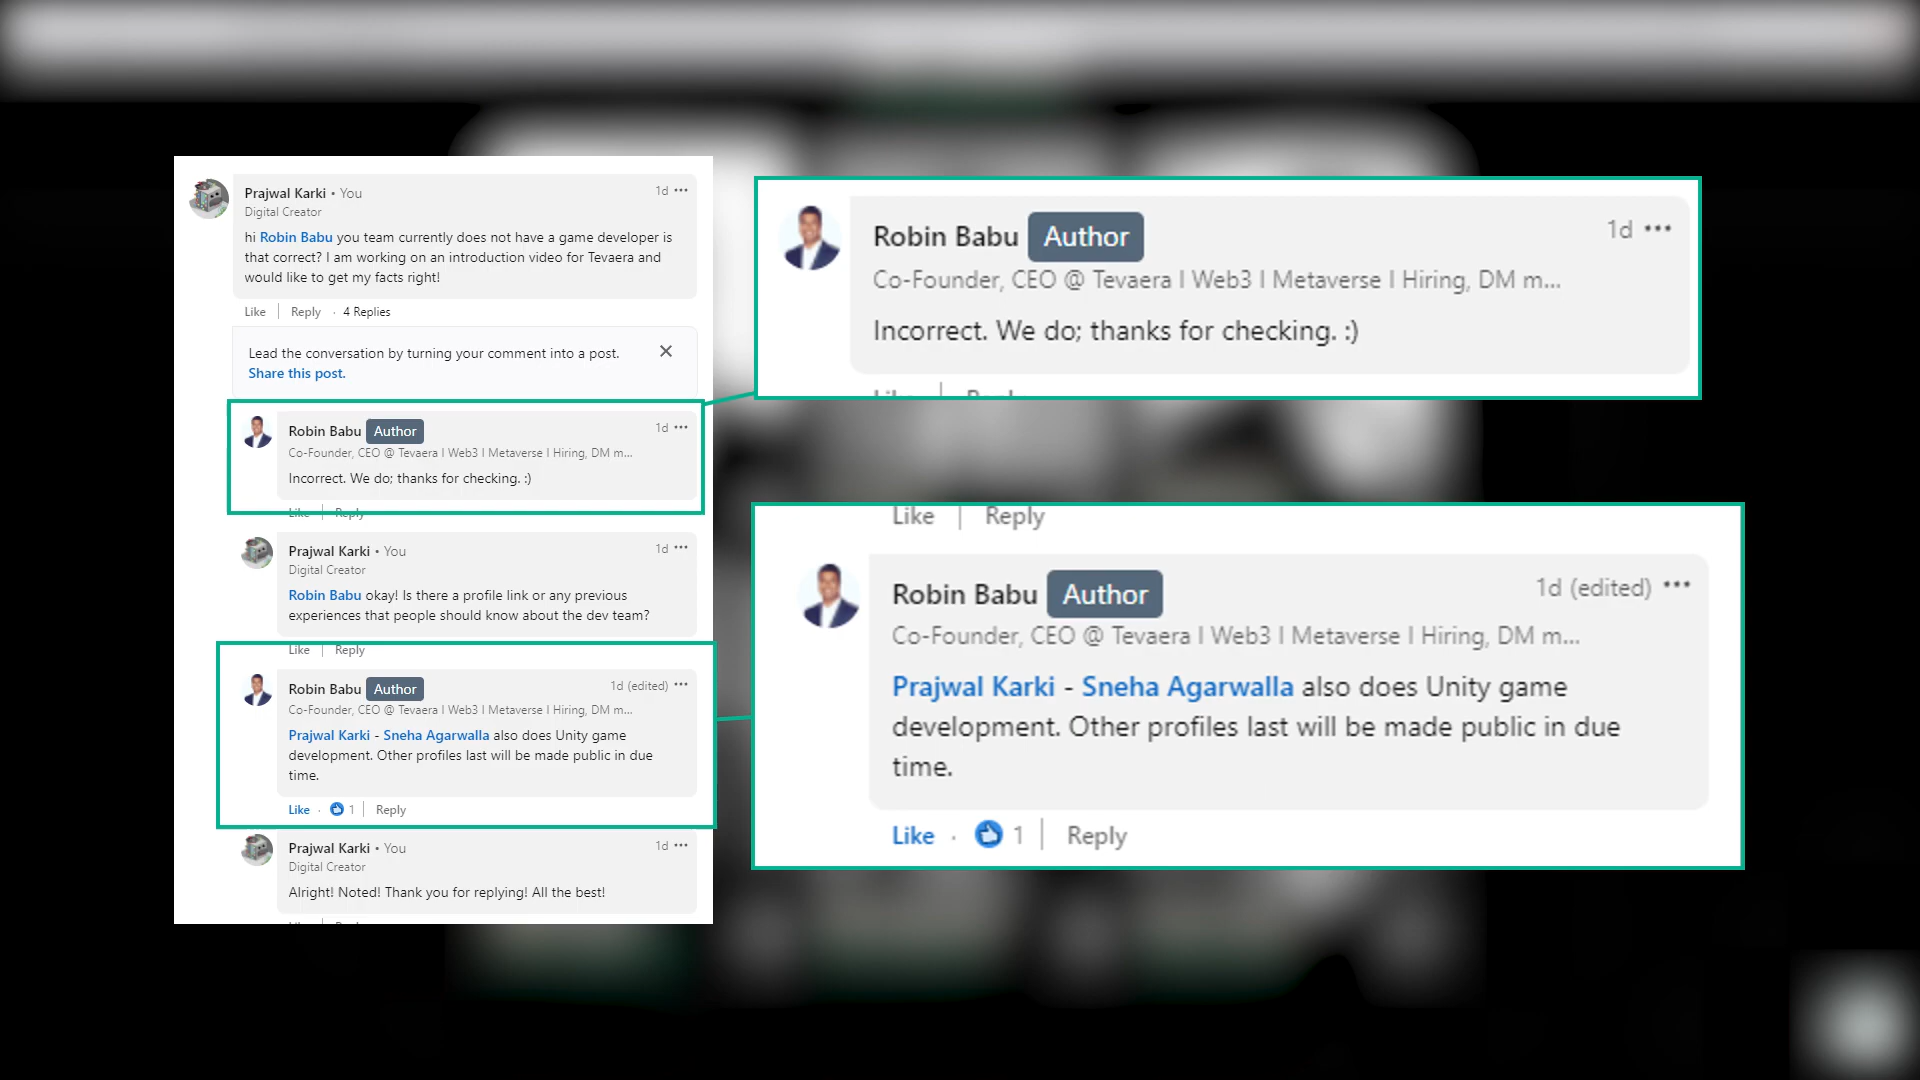 Prajwal Karki • You
1d •••
Digital Creator
hi Robin Babu you team currently does not have a game developer is
that correct? I am working on an introduction video for Tevaera and
would like to get my facts right!
Like | Reply · 4 Replies
Lead the conversation by turning your comment into a post.
Share this post.
Robin Babu Author
1d •••
Co-Founder, CEO @ Tevaera I Web3 I Metaverse I Hiring, DM m...
Incorrect. We do; thanks for checking. :)
Like | Reply
Prajwal Karki • You
1d •••
Digital Creator
Robin Babu okay! Is there a profile link or any previous
experiences that people should know about the dev team?
Like | Reply
Robin Babu Author
1d (edited) •••
Co-Founder, CEO @ Tevaera I Web3 I Metaverse I Hiring, DM m...
Prajwal Karki - Sneha Agarwalla also does Unity game
development. Other profiles last will be made public in due
time.
Like · 1 | Reply
Prajwal Karki • You
1d •••
Digital Creator
Alright! Noted! Thank you for replying! All the best!
Robin Babu Author
1d •••
Co-Founder, CEO @ Tevaera I Web3 I Metaverse I Hiring, DM m...
Incorrect. We do; thanks for checking. :)
Like | Reply
Like | Reply
Robin Babu Author
1d (edited) •••
Co-Founder, CEO @ Tevaera I Web3 I Metaverse I Hiring, DM m...
Prajwal Karki - Sneha Agarwalla also does Unity game
development. Other profiles last will be made public in due
time.
Like · 1 | Reply